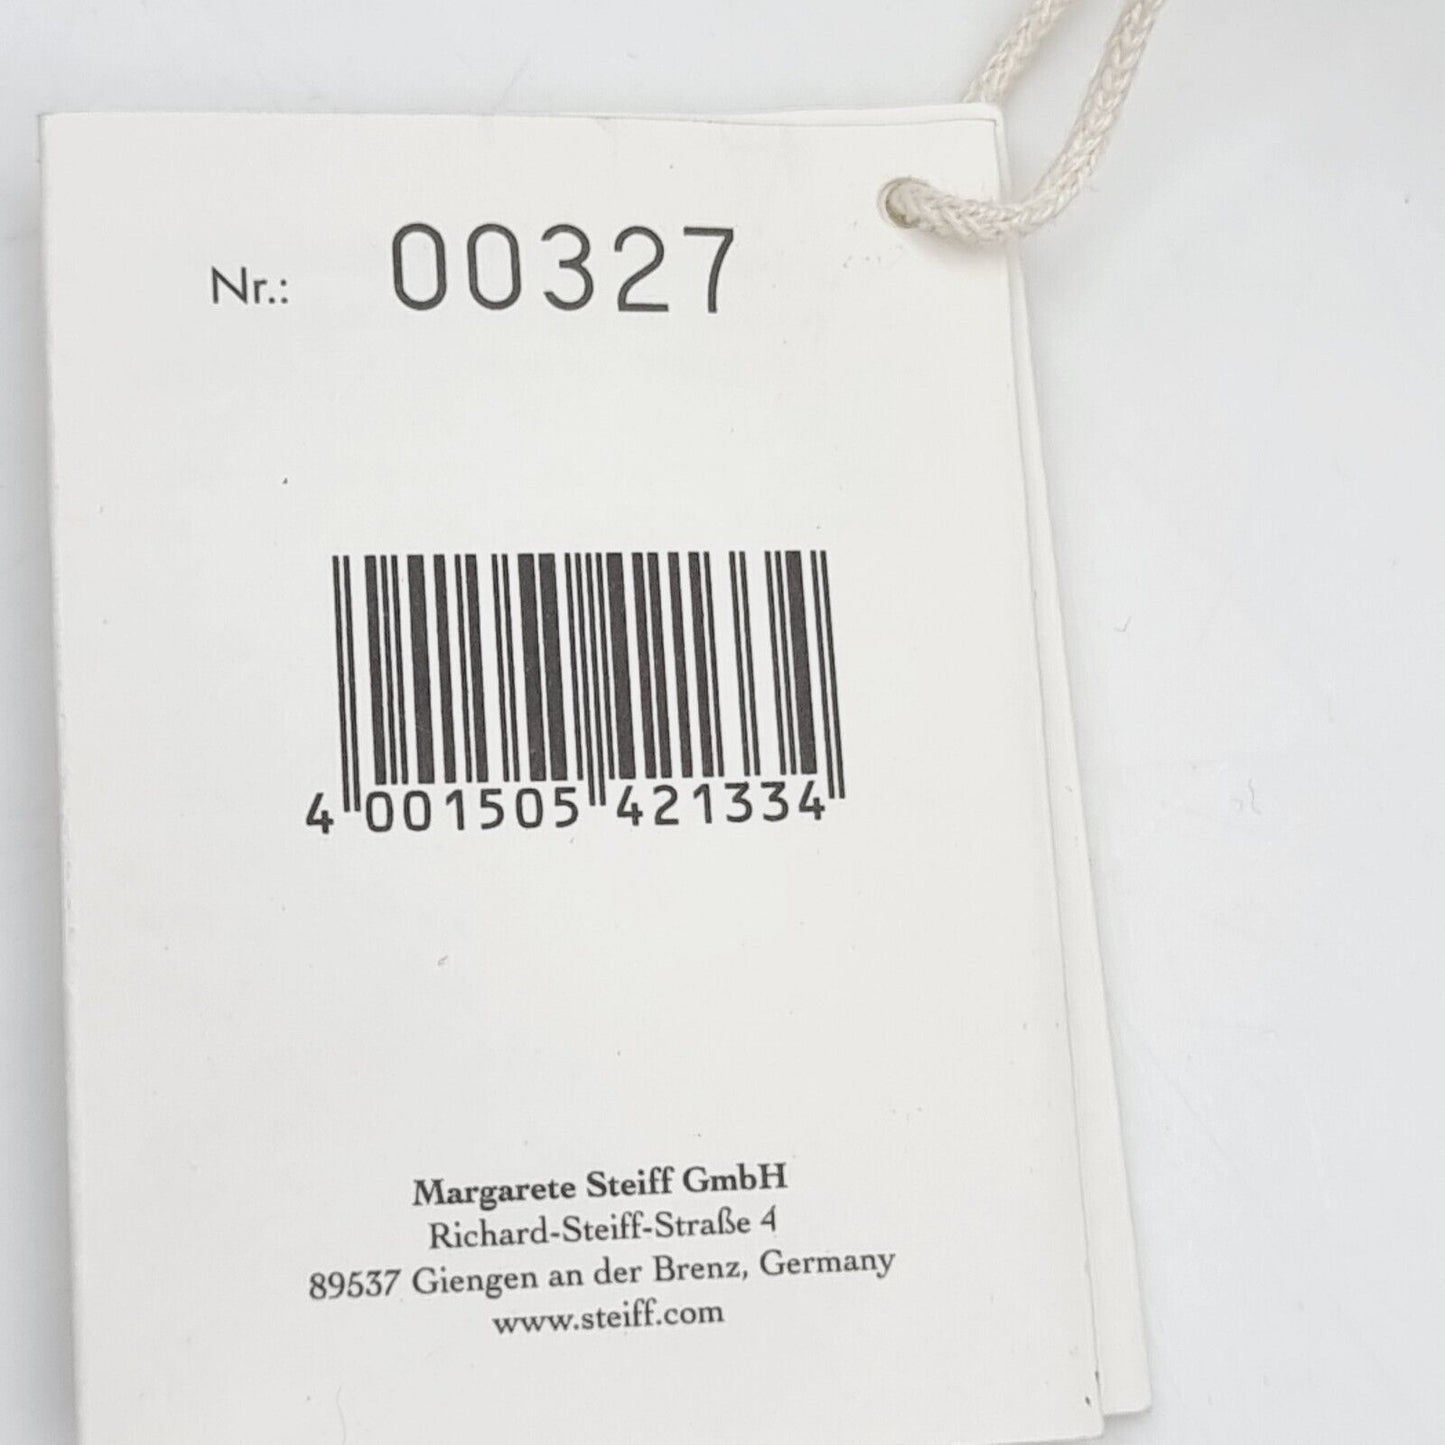 Nr.: 00327
4 001505 421334
Margarete Steiff GmbH
Richard-Steiff-Straße 4
89537 Giengen an der Brenz, Germany
www.steiff.com